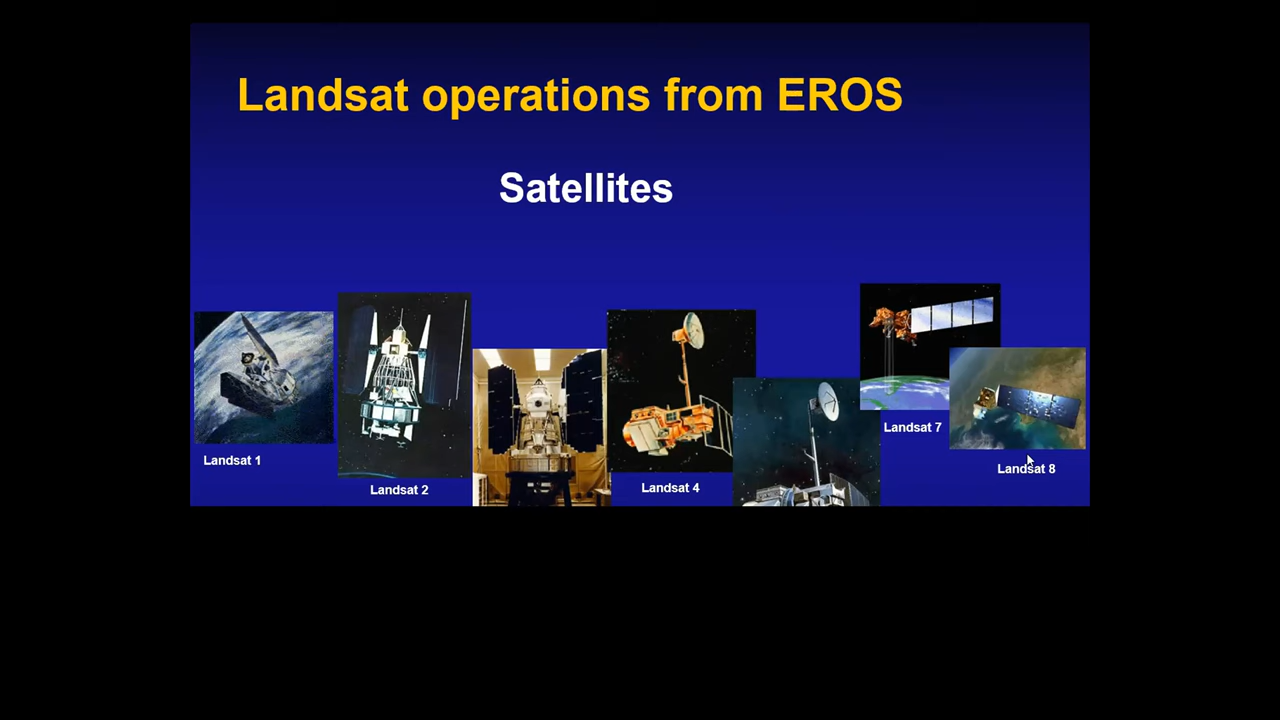 Landsat operations from EROS
Satellites
Landsat 1
Landsat 2
Landsat 4
Landsat 7
Landsat 8